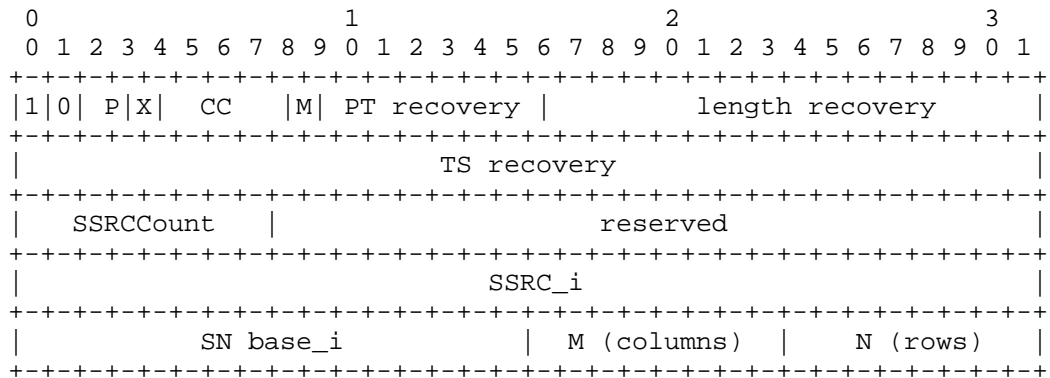 0                   1                   2                   3
 0 1 2 3 4 5 6 7 8 9 0 1 2 3 4 5 6 7 8 9 0 1 2 3 4 5 6 7 8 9 0 1
+-+-+-+-+-+-+-+-+-+-+-+-+-+-+-+-+-+-+-+-+-+-+-+-+-+-+-+-+-+-+-+-+
|1|0| P|X|  CC   |M| PT recovery |         length recovery       |
+-+-+-+-+-+-+-+-+-+-+-+-+-+-+-+-+-+-+-+-+-+-+-+-+-+-+-+-+-+-+-+-+
|                          TS recovery                          |
+-+-+-+-+-+-+-+-+-+-+-+-+-+-+-+-+-+-+-+-+-+-+-+-+-+-+-+-+-+-+-+-+
|   SSRCCount   |                    reserved                   |
+-+-+-+-+-+-+-+-+-+-+-+-+-+-+-+-+-+-+-+-+-+-+-+-+-+-+-+-+-+-+-+-+
|                             SSRC_i                            |
+-+-+-+-+-+-+-+-+-+-+-+-+-+-+-+-+-+-+-+-+-+-+-+-+-+-+-+-+-+-+-+-+
|           SN base_i           |  M (columns)  |    N (rows)   |
+-+-+-+-+-+-+-+-+-+-+-+-+-+-+-+-+-+-+-+-+-+-+-+-+-+-+-+-+-+-+-+-+